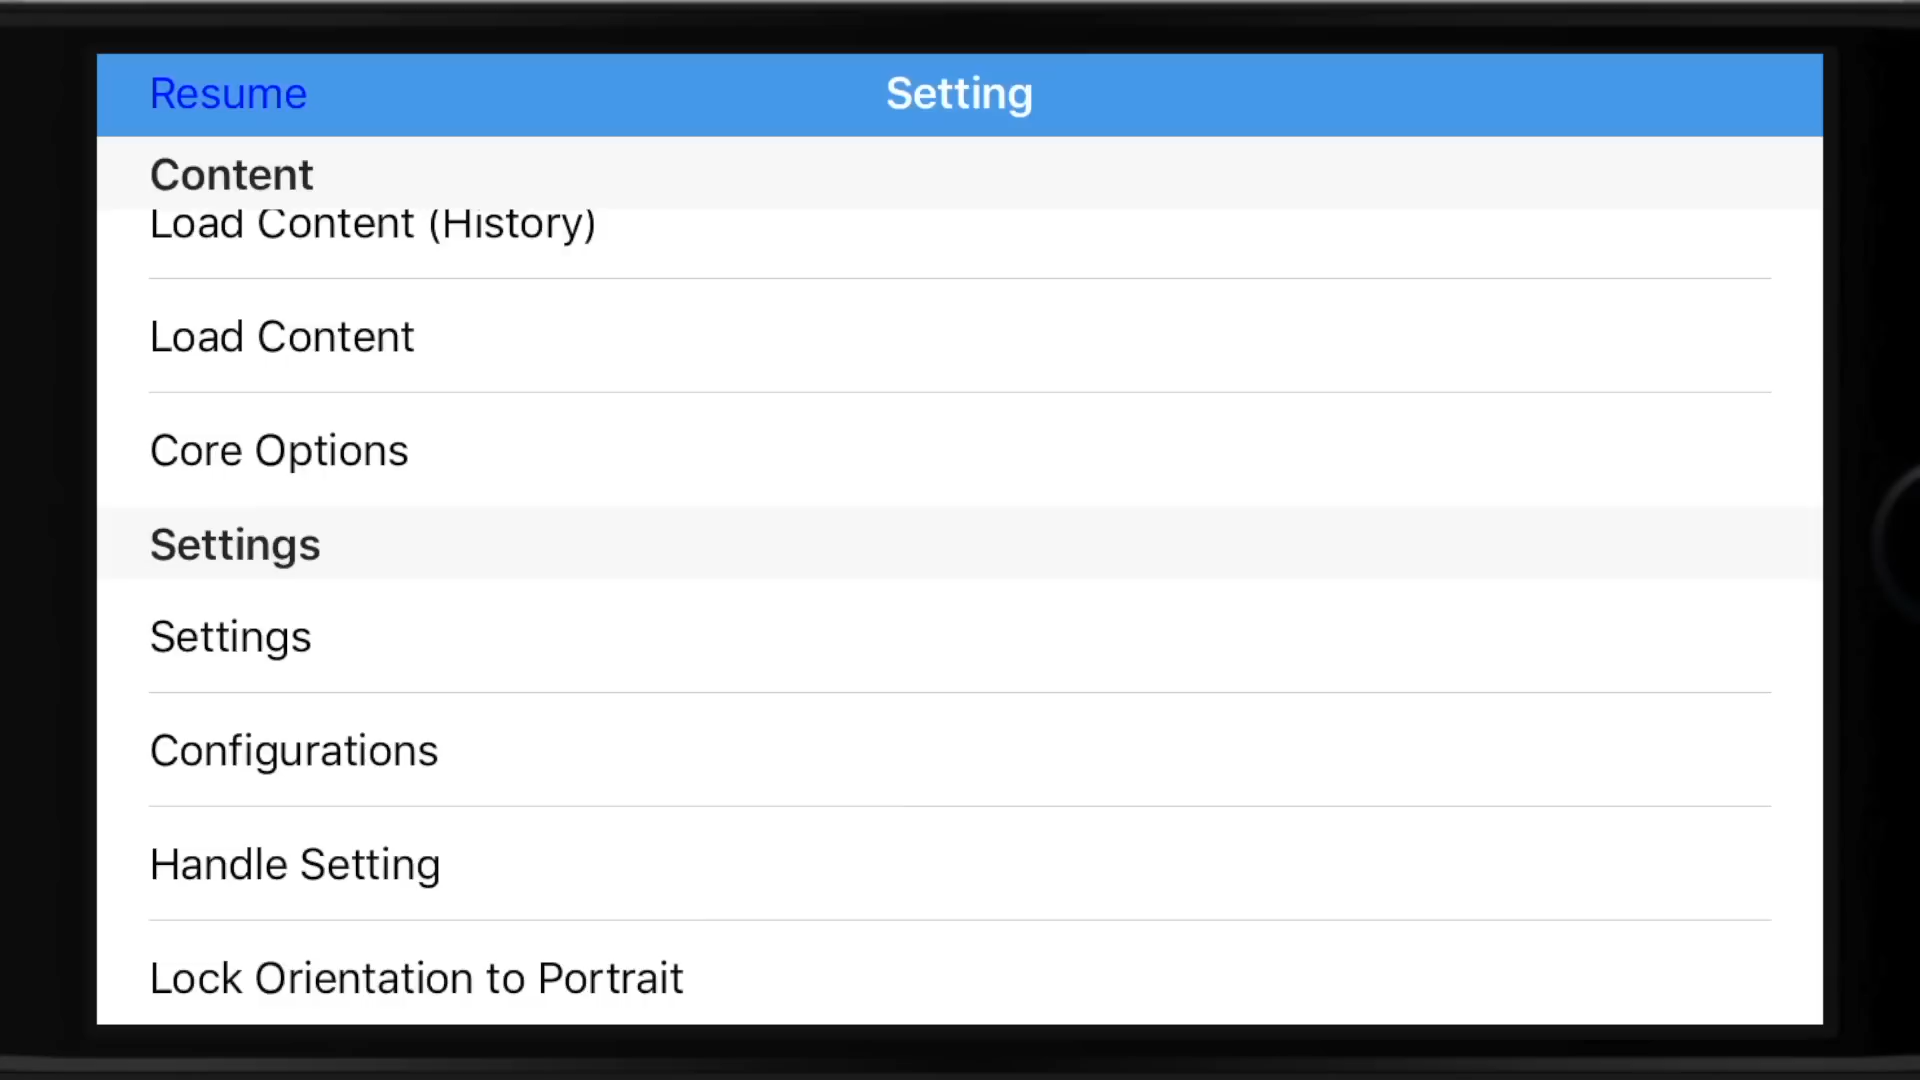 Resume
Setting
Content
Load Content (History)
Load Content
Core Options
Settings
Settings
Configurations
Handle Setting
Lock Orientation to Portrait